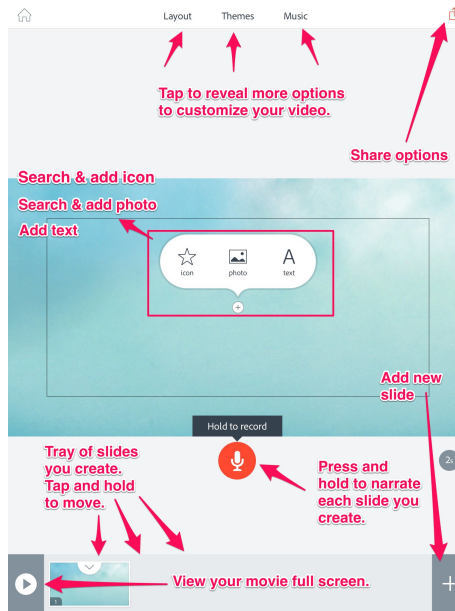 Layout Themes Music
Tap to reveal more options
to customize your video.
Share options
Search & add icon
Search & add photo
Add text
icon photo text
Add new
slide
Hold to record
Tray of slides
you create.
Tap and hold
to move.
Press and
hold to narrate
each slide you
create.
2s
View your movie full screen.
1